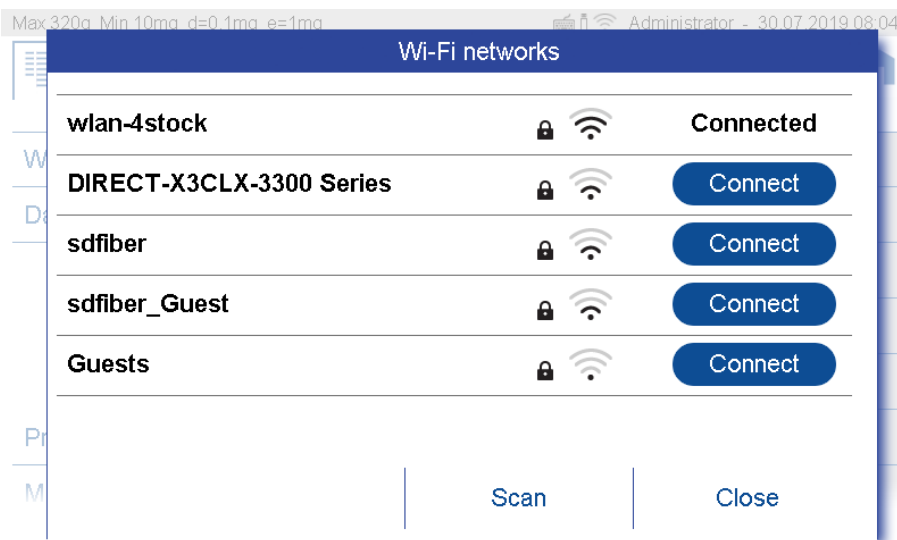 Max 320g Min 10mg d=0.1mg e=1mg Administrator - 30.07.2019 08:04
Wi-Fi networks
wlan-4stock Connected
DIRECT-X3CLX-3300 Series Connect
sdfiber Connect
sdfiber_Guest Connect
Guests Connect
Scan Close